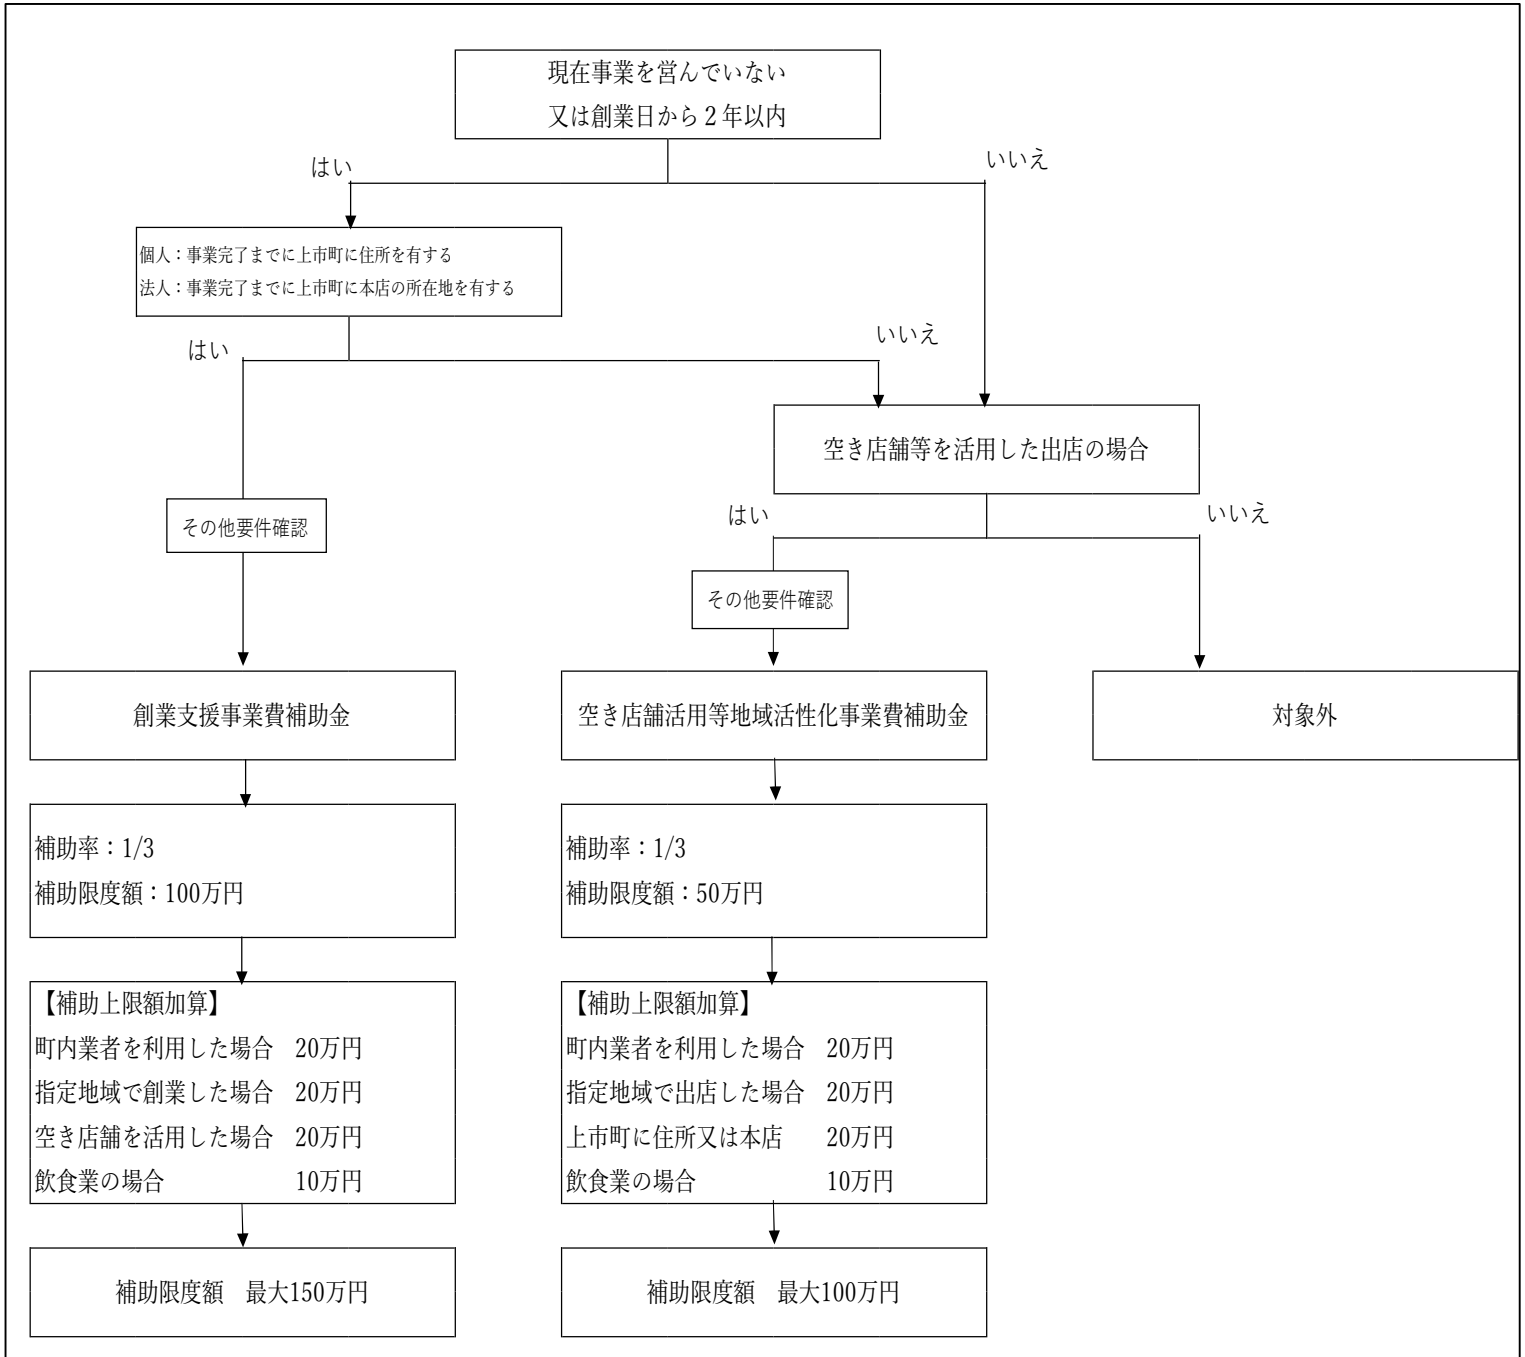 現在事業を営んでいない
又は創業日から２年以内
はい
いいえ
個人：事業完了までに上市町に住所を有する
法人：事業完了までに上市町に本店の所在地を有する
はい
いいえ
空き店舗等を活用した出店の場合
はい
いいえ
その他要件確認
その他要件確認
創業支援事業費補助金
空き店舗活用等地域活性化事業費補助金
対象外
補助率：1/3
補助限度額：100万円
補助率：1/3
補助限度額：50万円
【補助上限額加算】
町内業者を利用した場合　20万円
指定地域で創業した場合　20万円
空き店舗を活用した場合　20万円
飲食業の場合　　　　　　10万円
【補助上限額加算】
町内業者を利用した場合　20万円
指定地域で出店した場合　20万円
上市町に住所又は本店　　20万円
飲食業の場合　　　　　　10万円
補助限度額　最大150万円
補助限度額　最大100万円